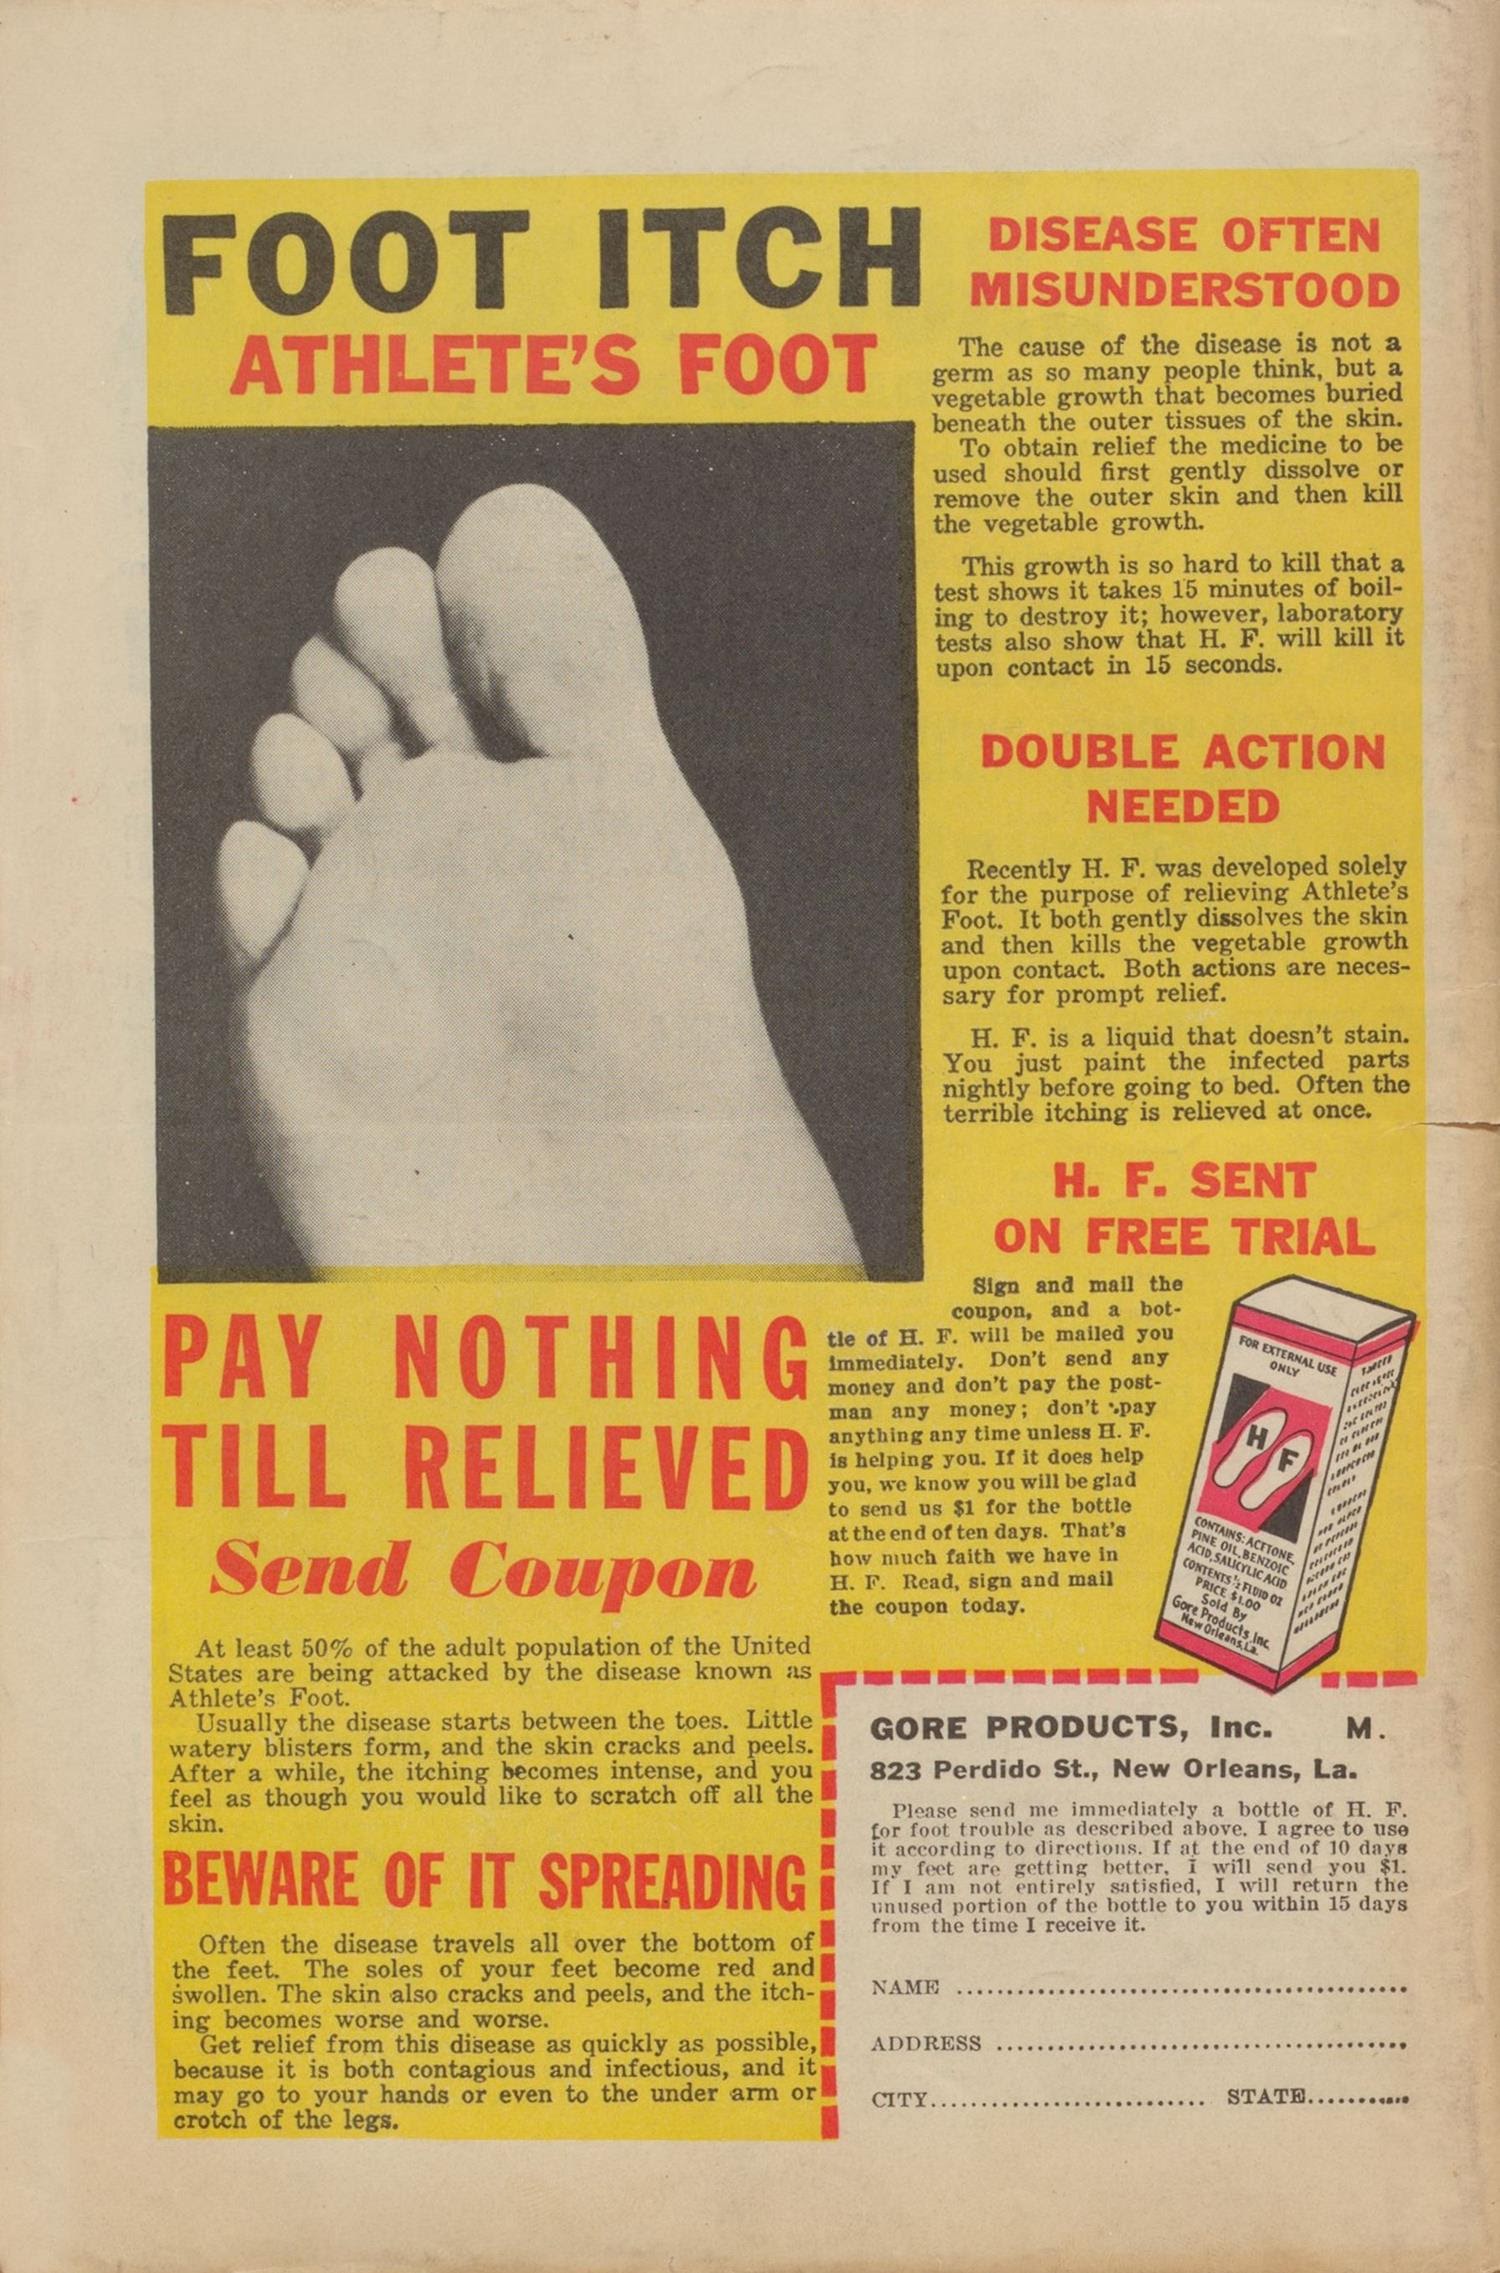 FOOT ITCH
ATHLETE'S FOOT
PAY NOTHING
TILL RELIEVED
Send Coupon
At least 50% of the adult population of the United
States are being attacked by the disease known as
Athlete's Foot.
Usually the disease starts between the toes. Little
watery blisters form, and the skin cracks and peels.
After a while, the itching becomes intense, and you
feel as though you would like to scratch off all the
skin.
BEWARE OF IT SPREADING
Often the disease travels all over the bottom of
the feet. The soles of your feet become red and
swollen. The skin also cracks and peels, and the itch-
ing becomes worse and worse.
Get relief from this disease as quickly as possible,
because it is both contagious and infectious, and it
may go to your hands or even to the under arm or
crotch of the legs.
DISEASE OFTEN
MISUNDERSTOOD
The cause of the disease is not a
germ as so many people think, but a
vegetable growth that becomes buried
beneath the outer tissues of the skin.
To obtain relief the medicine to be
used should first gently dissolve or
remove the outer skin and then kill
the vegetable growth.
This growth is so hard to kill that a
test shows it takes 15 minutes of boil-
ing to destroy it; however, laboratory
tests also show that H. F. will kill it
upon contact in 15 seconds.
DOUBLE ACTION
NEEDED
Recently H. F. was developed solely
for the purpose of relieving Athlete's
Foot. It both gently dissolves the skin
and then kills the vegetable growth
upon contact. Both actions are neces-
sary for prompt relief.
H. F. is a liquid that doesn't stain.
You just paint the infected parts
nightly before going to bed. Often the
terrible itching is relieved at once.
H. F. SENT
ON FREE TRIAL
Sign and mail the
coupon, and a bot-
tle of H. F. will be mailed you
immediately. Don't send any
money and don't pay the post-
man any money; don't pay
anything any time unless H. F.
is helping you. If it does help
you, we know you will be glad
to send us $1 for the bottle
at the end of ten days. That's
how much faith we have in
H. F. Read, sign and mail
the coupon today.
FOR EXTERNAL USE
ONLY
H F
CONTAINS: ACETONE,
PINE OIL, BENZOIC
ACID, SALICYLIC ACID
CONTENTS ½ FLUID OZ
PRICE $1.00
Sold By
Gore Products, Inc.
New Orleans, La.
GORE PRODUCTS, Inc. M.
823 Perdido St., New Orleans, La.
Please send me immediately a bottle of H. F.
for foot trouble as described above. I agree to use
it according to directions. If at the end of 10 days
my feet are getting better, I will send you $1.
If I am not entirely satisfied, I will return the
unused portion of the bottle to you within 15 days
from the time I receive it.
NAME ..........................................
ADDRESS .......................................
CITY........................... STATE...........